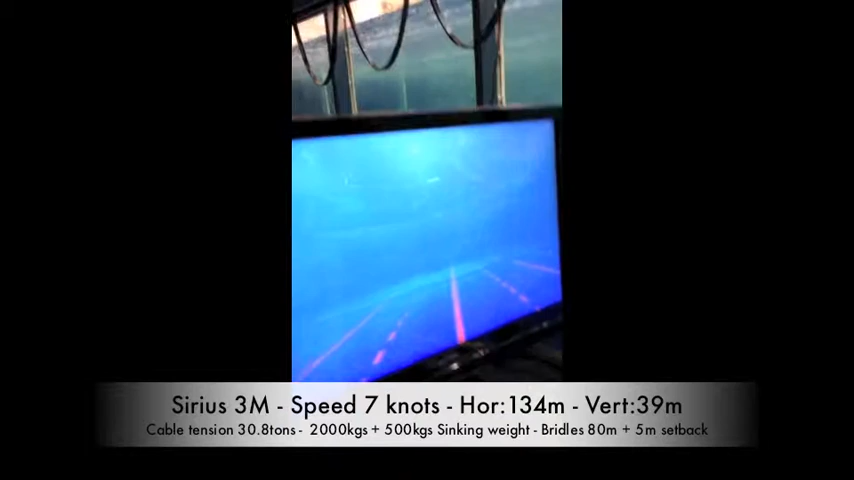 Sirius 3M - Speed 7 knots - Hor:134m - Vert:39m
Cable tension 30.8tons - 2000kgs + 500kgs Sinking weight - Bridles 80m + 5m setback